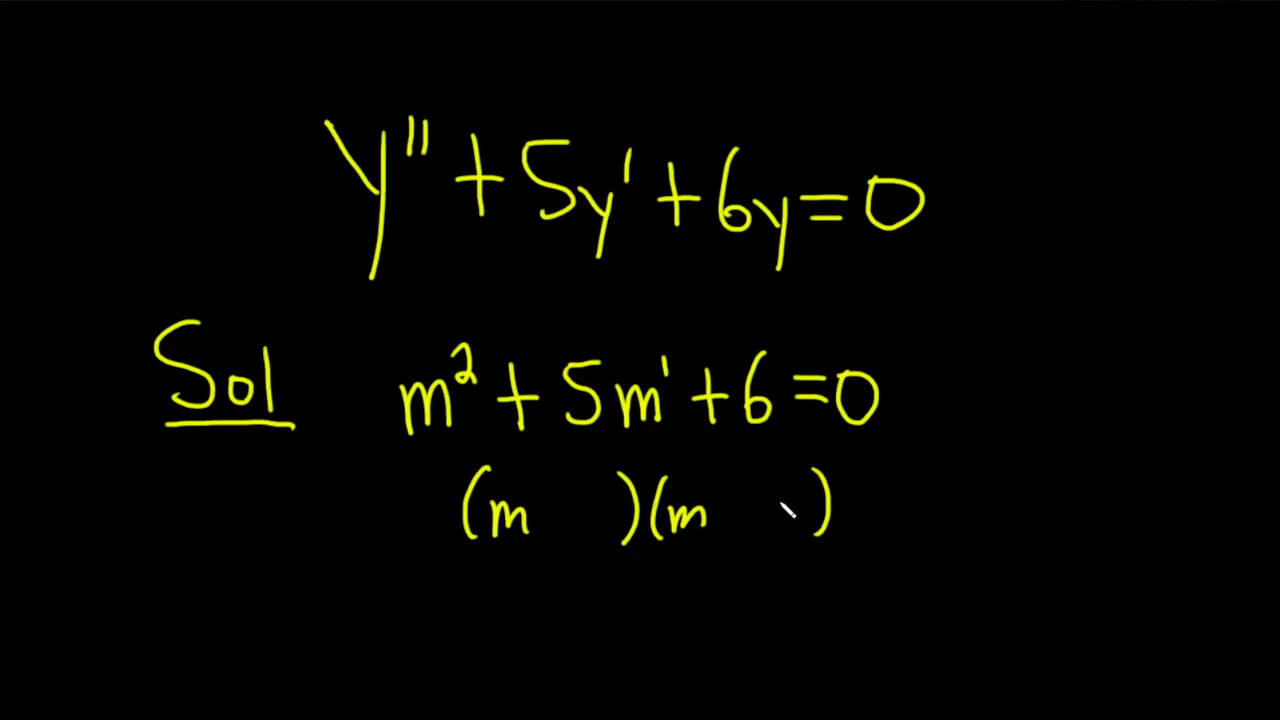 y'' + 5y' + 6y = 0
Sol m² + 5m' + 6 = 0
(m )(m )